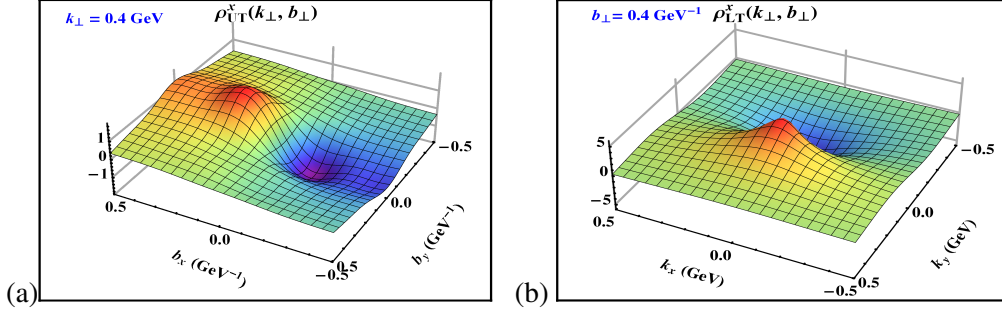 k⊥ = 0.4 GeV
ρ^x_UT(k⊥, b⊥)
1
0
−1
0.5
0.0
−0.5
b_x (GeV⁻¹)
0.5
0.0
−0.5
b_y (GeV⁻¹)
(a)
b⊥ = 0.4 GeV⁻¹
ρ^x_LT(k⊥, b⊥)
5
0
−5
0.5
0.0
−0.5
k_x (GeV)
0.5
0.0
−0.5
k_y (GeV)
(b)